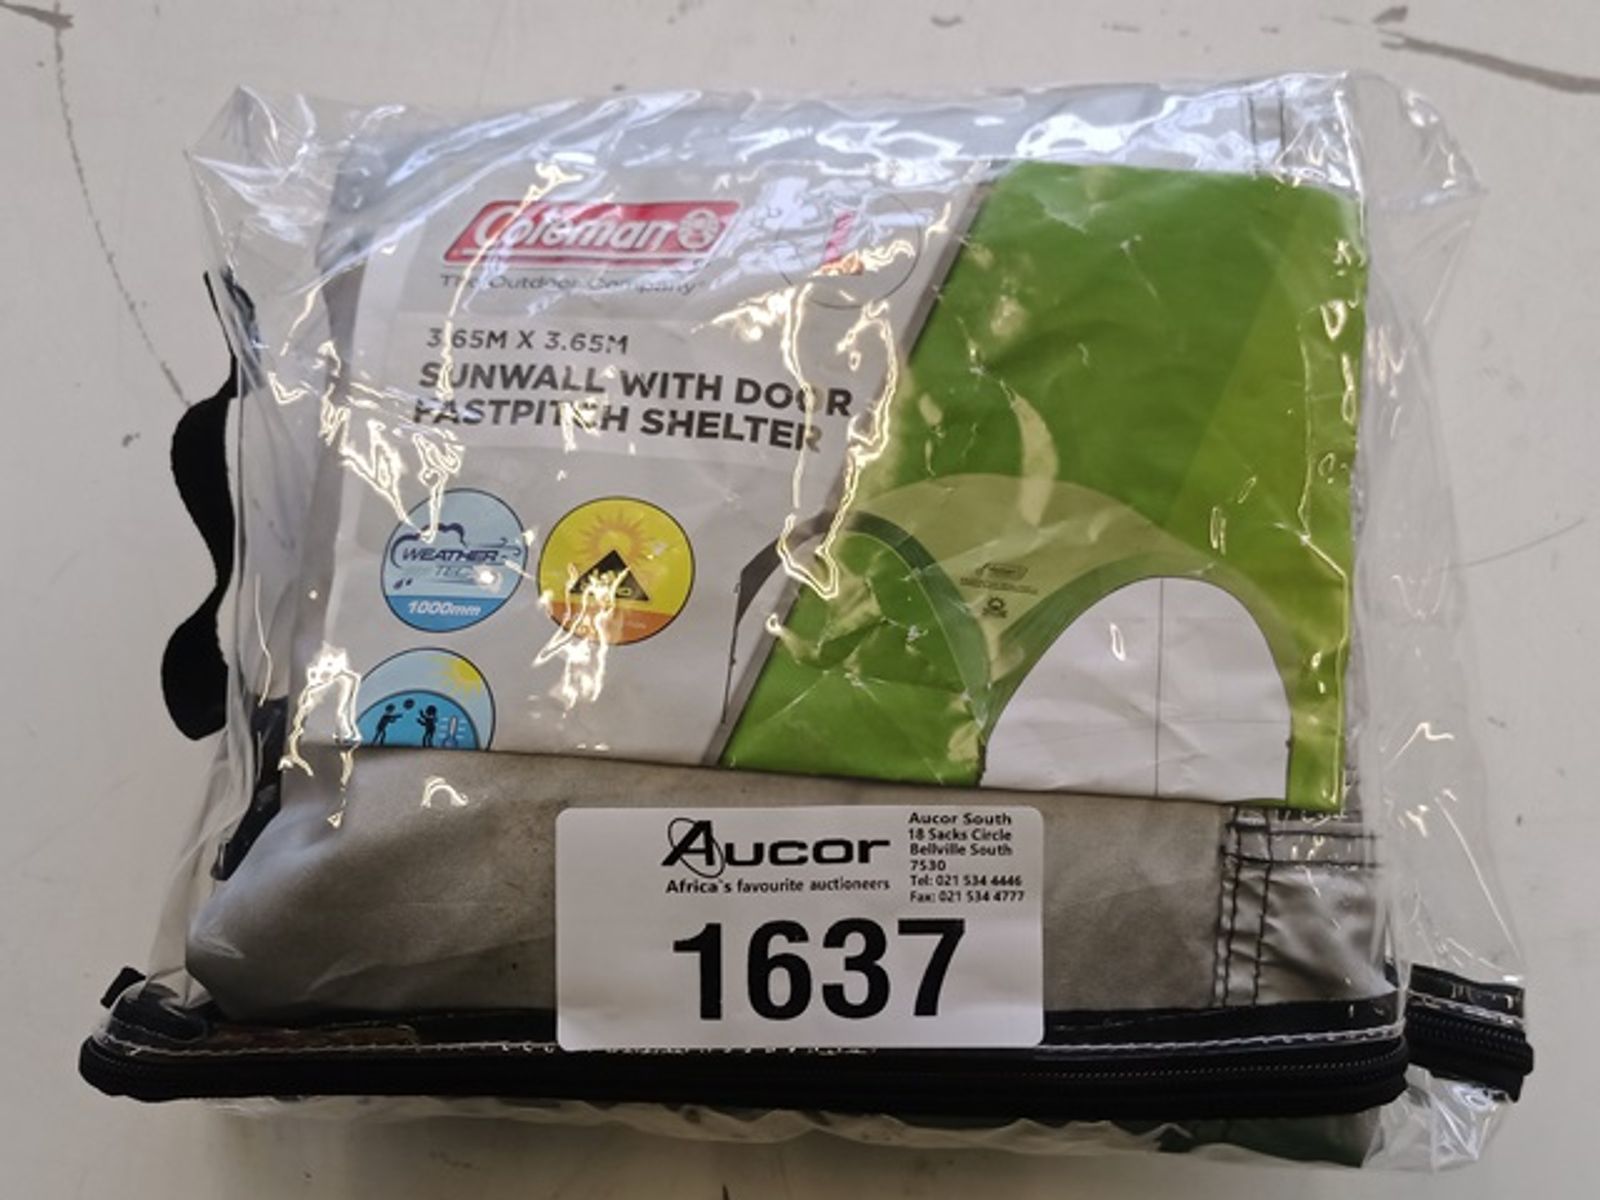 Coleman
The Outdoor Company
3.65M X 3.65M
SUNWALL WITH DOOR
FASTPITCH SHELTER
WEATHER
TEC
1000mm
Aucor
Africa's favourite auctioneers
Aucor South
18 Sacks Circle
Bellville South
7530
Tel: 021 534 4446
Fax: 021 534 4777
1637